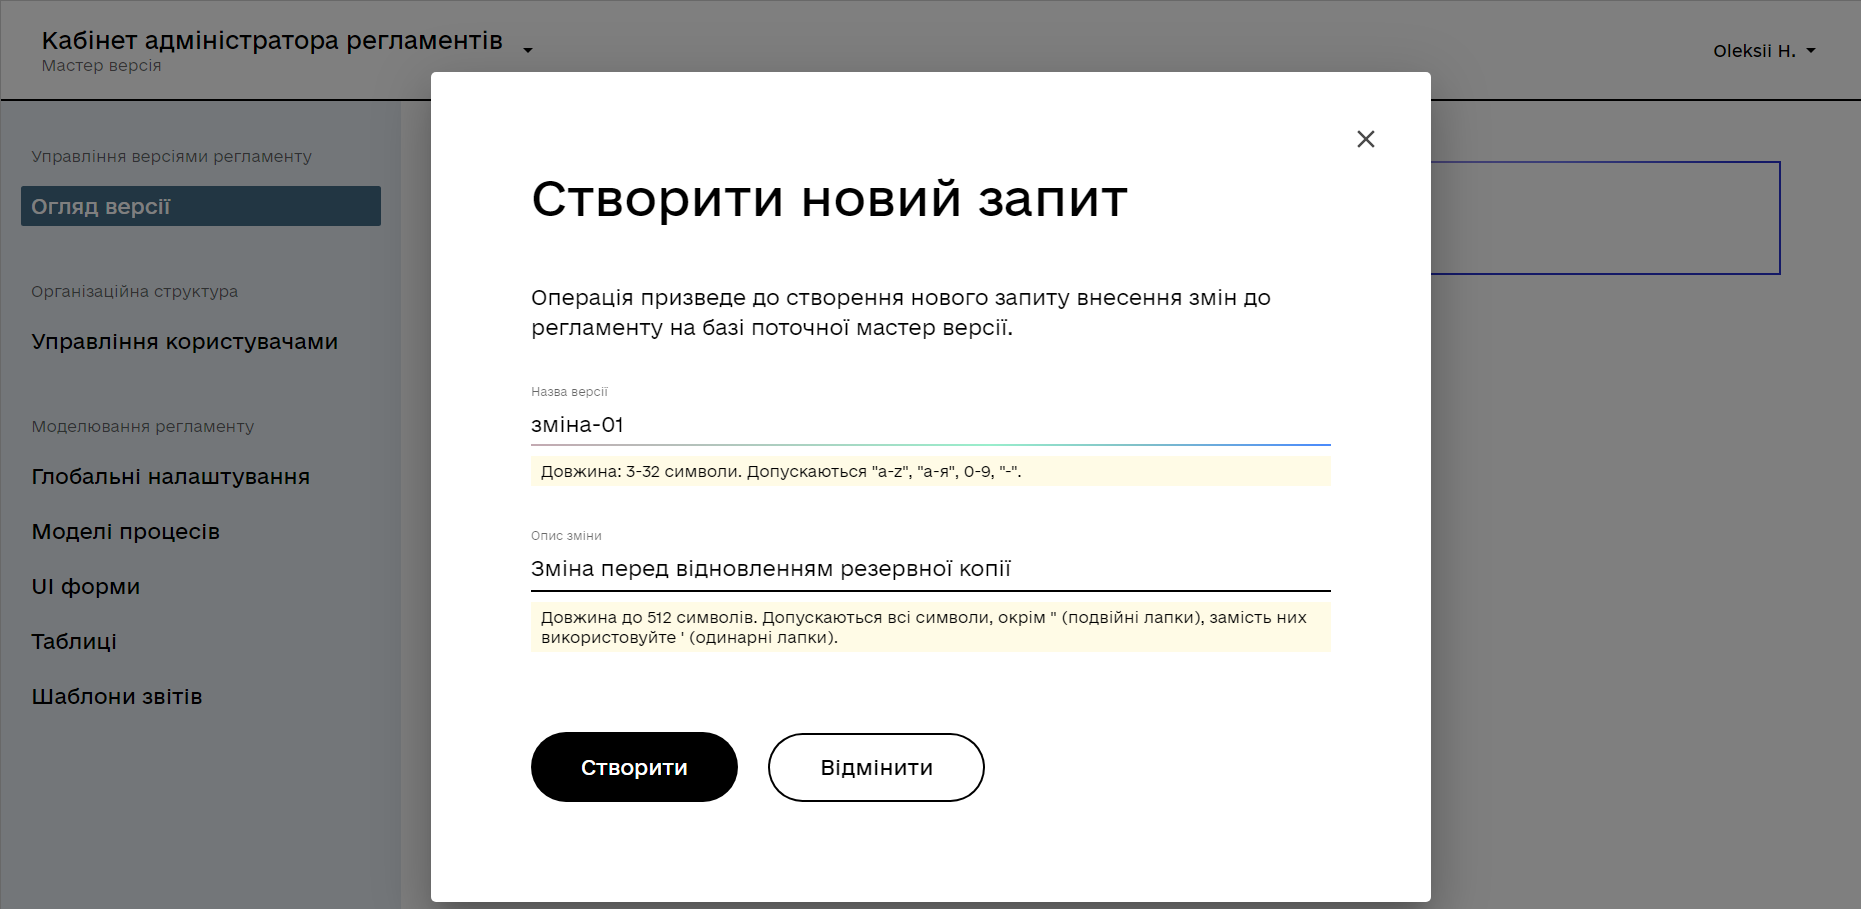 Кабінет адміністратора регламентів
Мастер версія
Oleksii H.
Управління версіями регламенту
Огляд версії
Організаційна структура
Управління користувачами
Моделювання регламенту
Глобальні налаштування
Моделі процесів
UI форми
Таблиці
Шаблони звітів
Створити новий запит
Операція призведе до створення нового запиту внесення змін до
регламенту на базі поточної мастер версії.
Назва версії
зміна-01
Довжина: 3-32 символи. Допускаються "a-z", "а-я", 0-9, "-".
Опис зміни
Зміна перед відновленням резервної копії
Довжина до 512 символів. Допускаються всі символи, окрім " (подвійні лапки), замість них
використовуйте ' (одинарні лапки).
Створити
Відмінити